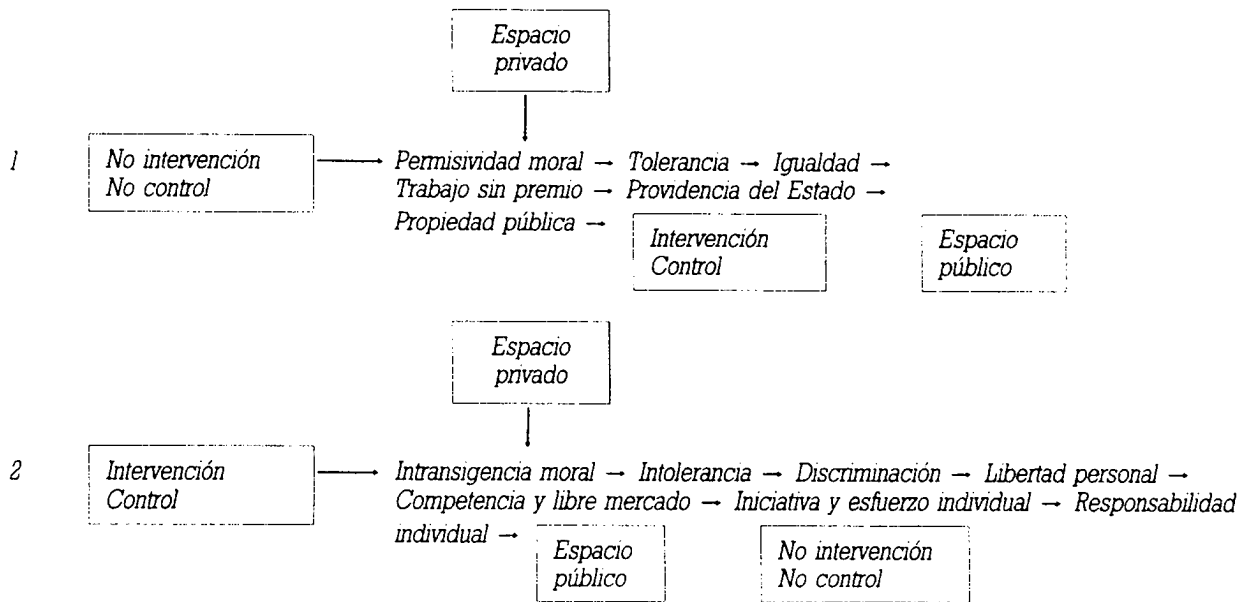 Espacio
privado
1
No intervención
No control
Permisividad moral → Tolerancia → Igualdad →
Trabajo sin premio → Providencia del Estado →
Propiedad pública →
Intervención
Control
Espacio
público
Espacio
privado
2
Intervención
Control
Intransigencia moral → Intolerancia → Discriminación → Libertad personal →
Competencia y libre mercado → Iniciativa y esfuerzo individual → Responsabilidad
individual →
Espacio
público
No intervención
No control